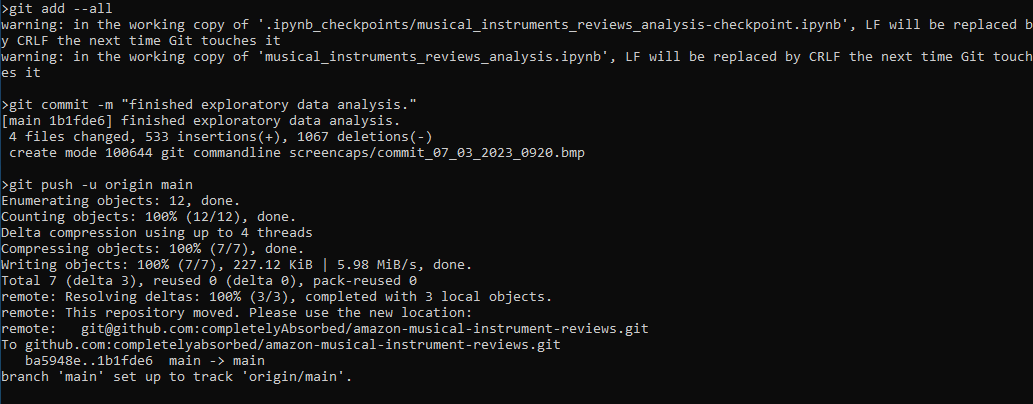 >git add --all
warning: in the working copy of '.ipynb_checkpoints/musical_instruments_reviews_analysis-checkpoint.ipynb', LF will be replaced b
y CRLF the next time Git touches it
warning: in the working copy of 'musical_instruments_reviews_analysis.ipynb', LF will be replaced by CRLF the next time Git touch
es it
>git commit -m "finished exploratory data analysis."
[main 1b1fde6] finished exploratory data analysis.
 4 files changed, 533 insertions(+), 1067 deletions(-)
 create mode 100644 git commandline screencaps/commit_07_03_2023_0920.bmp
>git push -u origin main
Enumerating objects: 12, done.
Counting objects: 100% (12/12), done.
Delta compression using up to 4 threads
Compressing objects: 100% (7/7), done.
Writing objects: 100% (7/7), 227.12 KiB | 5.98 MiB/s, done.
Total 7 (delta 3), reused 0 (delta 0), pack-reused 0
remote: Resolving deltas: 100% (3/3), completed with 3 local objects.
remote: This repository moved. Please use the new location:
remote:   git@github.com:completelyAbsorbed/amazon-musical-instrument-reviews.git
To github.com:completelyabsorbed/amazon-musical-instrument-reviews.git
   ba5948e..1b1fde6  main -> main
branch 'main' set up to track 'origin/main'.